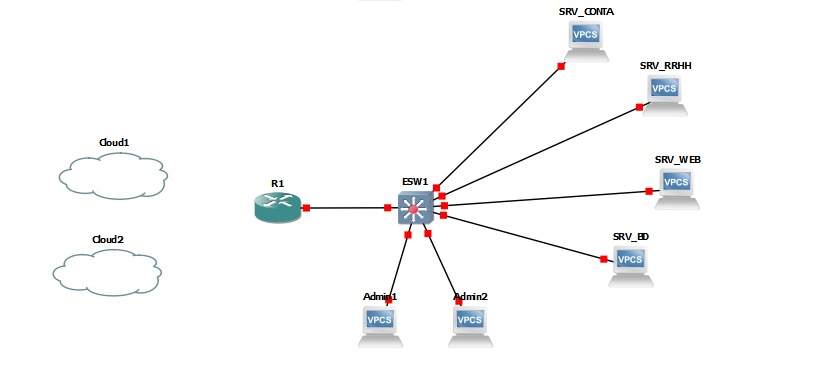 SRV_CONTA
VPCS
SRV_RRHH
VPCS
Cloud1
SRV_WEB
VPCS
R1
ESW1
Cloud2
SRV_BD
VPCS
Admin1
VPCS
Admin2
VPCS